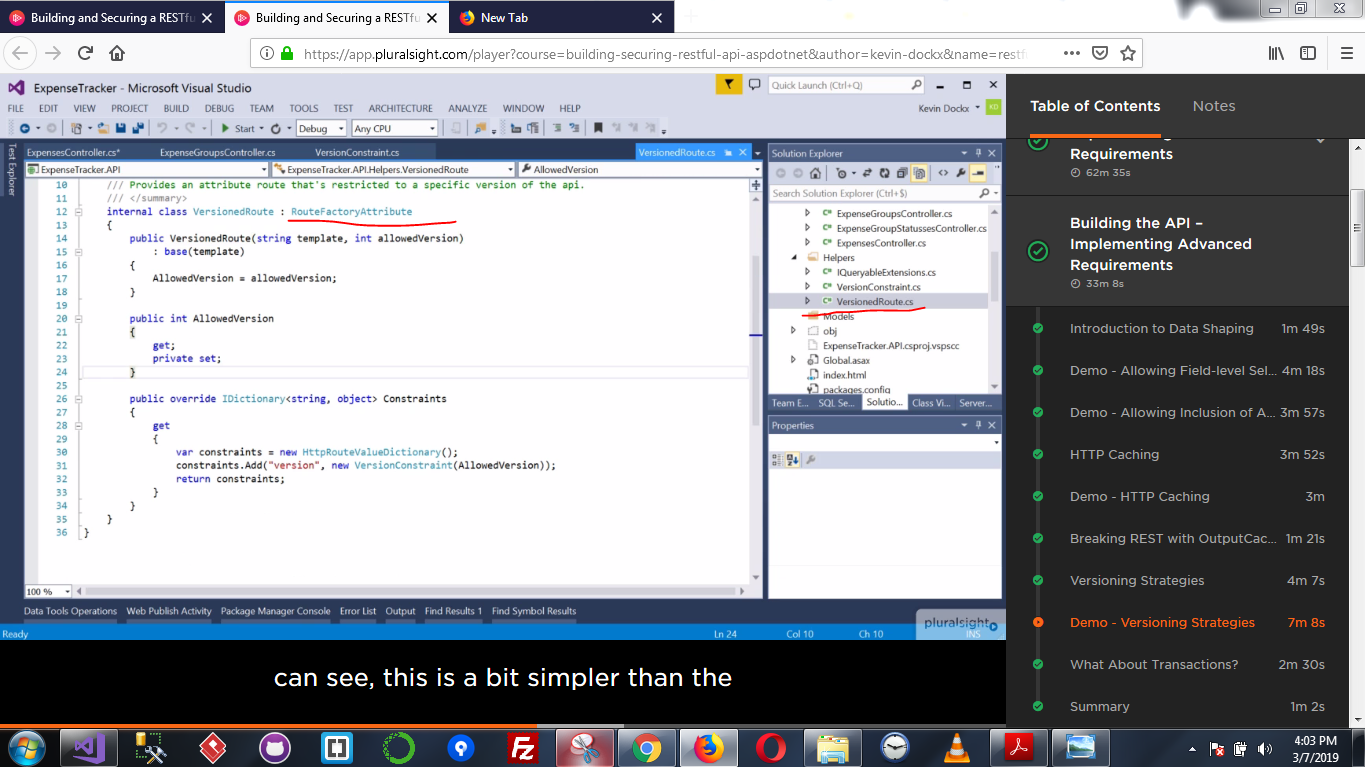 Building and Securing a RESTfu
Building and Securing a RESTfu
New Tab
https://app.pluralsight.com/player?course=building-securing-restful-api-aspdotnet&author=kevin-dockx&name=restf
ExpenseTracker - Microsoft Visual Studio
Quick Launch (Ctrl+Q)
FILE EDIT VIEW PROJECT BUILD DEBUG TEAM TOOLS TEST ARCHITECTURE ANALYZE WINDOW HELP
Kevin Dockx KD
Start Debug Any CPU
Test Explorer
ExpensesController.cs* ExpenseGroupsController.cs VersionConstraint.cs VersionedRoute.cs
ExpenseTracker.API ExpenseTracker.API.Helpers.VersionedRoute AllowedVersion
10 /// Provides an attribute route that's restricted to a specific version of the api.
11 /// </summary>
12 internal class VersionedRoute : RouteFactoryAttribute
13 {
14 public VersionedRoute(string template, int allowedVersion)
15 : base(template)
16 {
17 AllowedVersion = allowedVersion;
18 }
19
20 public int AllowedVersion
21 {
22 get;
23 private set;
24 }
25
26 public override IDictionary<string, object> Constraints
27 {
28 get
29 {
30 var constraints = new HttpRouteValueDictionary();
31 constraints.Add("version", new VersionConstraint(AllowedVersion));
32 return constraints;
33 }
34 }
35 }
36 }
100 %
Solution Explorer
Search Solution Explorer (Ctrl+$)
ExpenseGroupsController.cs
ExpenseGroupStatussesController.cs
ExpensesController.cs
Helpers
IQueryableExtensions.cs
VersionConstraint.cs
VersionedRoute.cs
Models
obj
ExpenseTracker.API.csproj.vspscc
Global.asax
index.html
packages.config
Team E... SQL Se... Solutio... Class Vi... Server...
Properties
Data Tools Operations Web Publish Activity Package Manager Console Error List Output Find Results 1 Find Symbol Results
pluralsight
Ready Ln 24 Col 10 Ch 10 INS
can see, this is a bit simpler than the
Table of Contents Notes
Requirements
62m 35s
Building the API –
Implementing Advanced
Requirements
33m 8s
Introduction to Data Shaping 1m 49s
Demo - Allowing Field-level Sel... 4m 18s
Demo - Allowing Inclusion of A... 3m 57s
HTTP Caching 3m 52s
Demo - HTTP Caching 3m
Breaking REST with OutputCac... 1m 21s
Versioning Strategies 4m 7s
Demo - Versioning Strategies 7m 8s
What About Transactions? 2m 30s
Summary 1m 2s
4:03 PM
3/7/2019